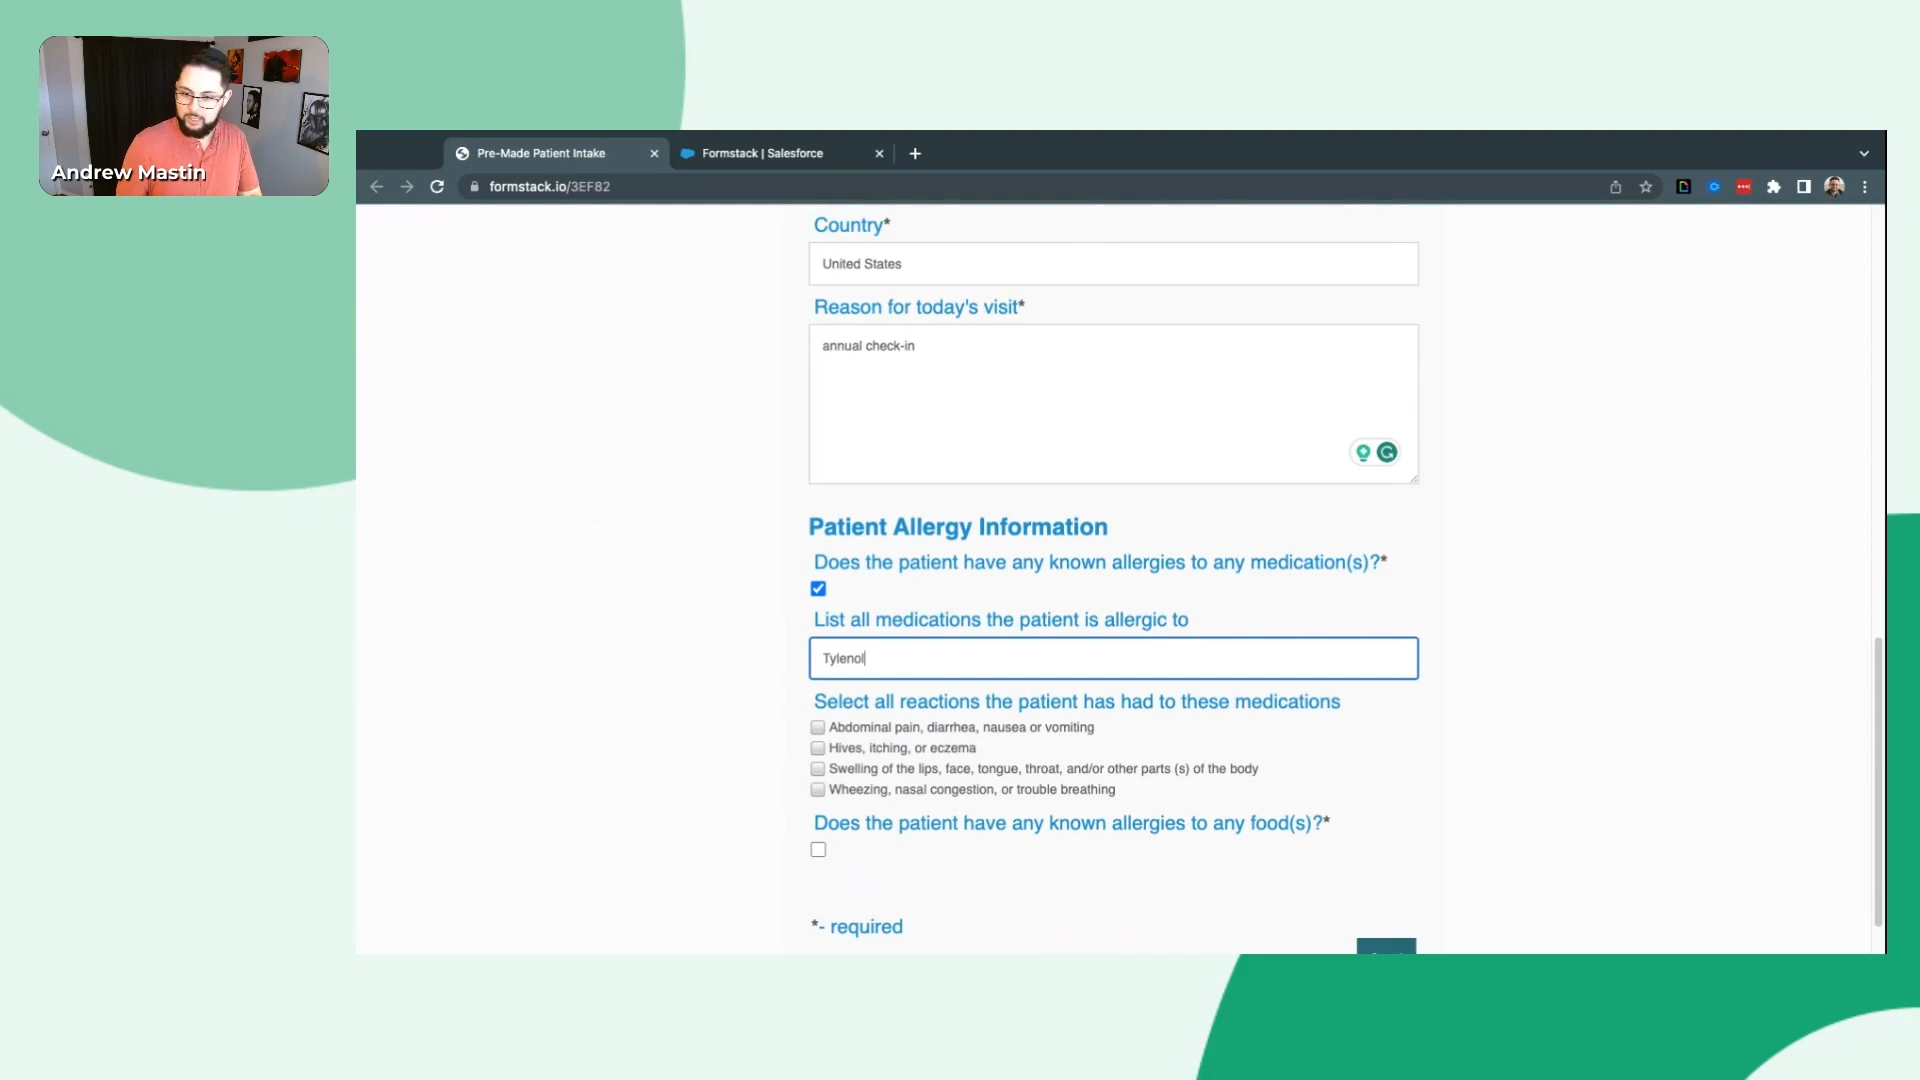 Andrew Mastin
Pre-Made Patient Intake
Formstack | Salesforce
formstack.io/3EF82
Country*
United States
Reason for today's visit*
annual check-in
Patient Allergy Information
Does the patient have any known allergies to any medication(s)?*
List all medications the patient is allergic to
Tylenol
Select all reactions the patient has had to these medications
Abdominal pain, diarrhea, nausea or vomiting
Hives, itching, or eczema
Swelling of the lips, face, tongue, throat, and/or other parts (s) of the body
Wheezing, nasal congestion, or trouble breathing
Does the patient have any known allergies to any food(s)?*
*- required